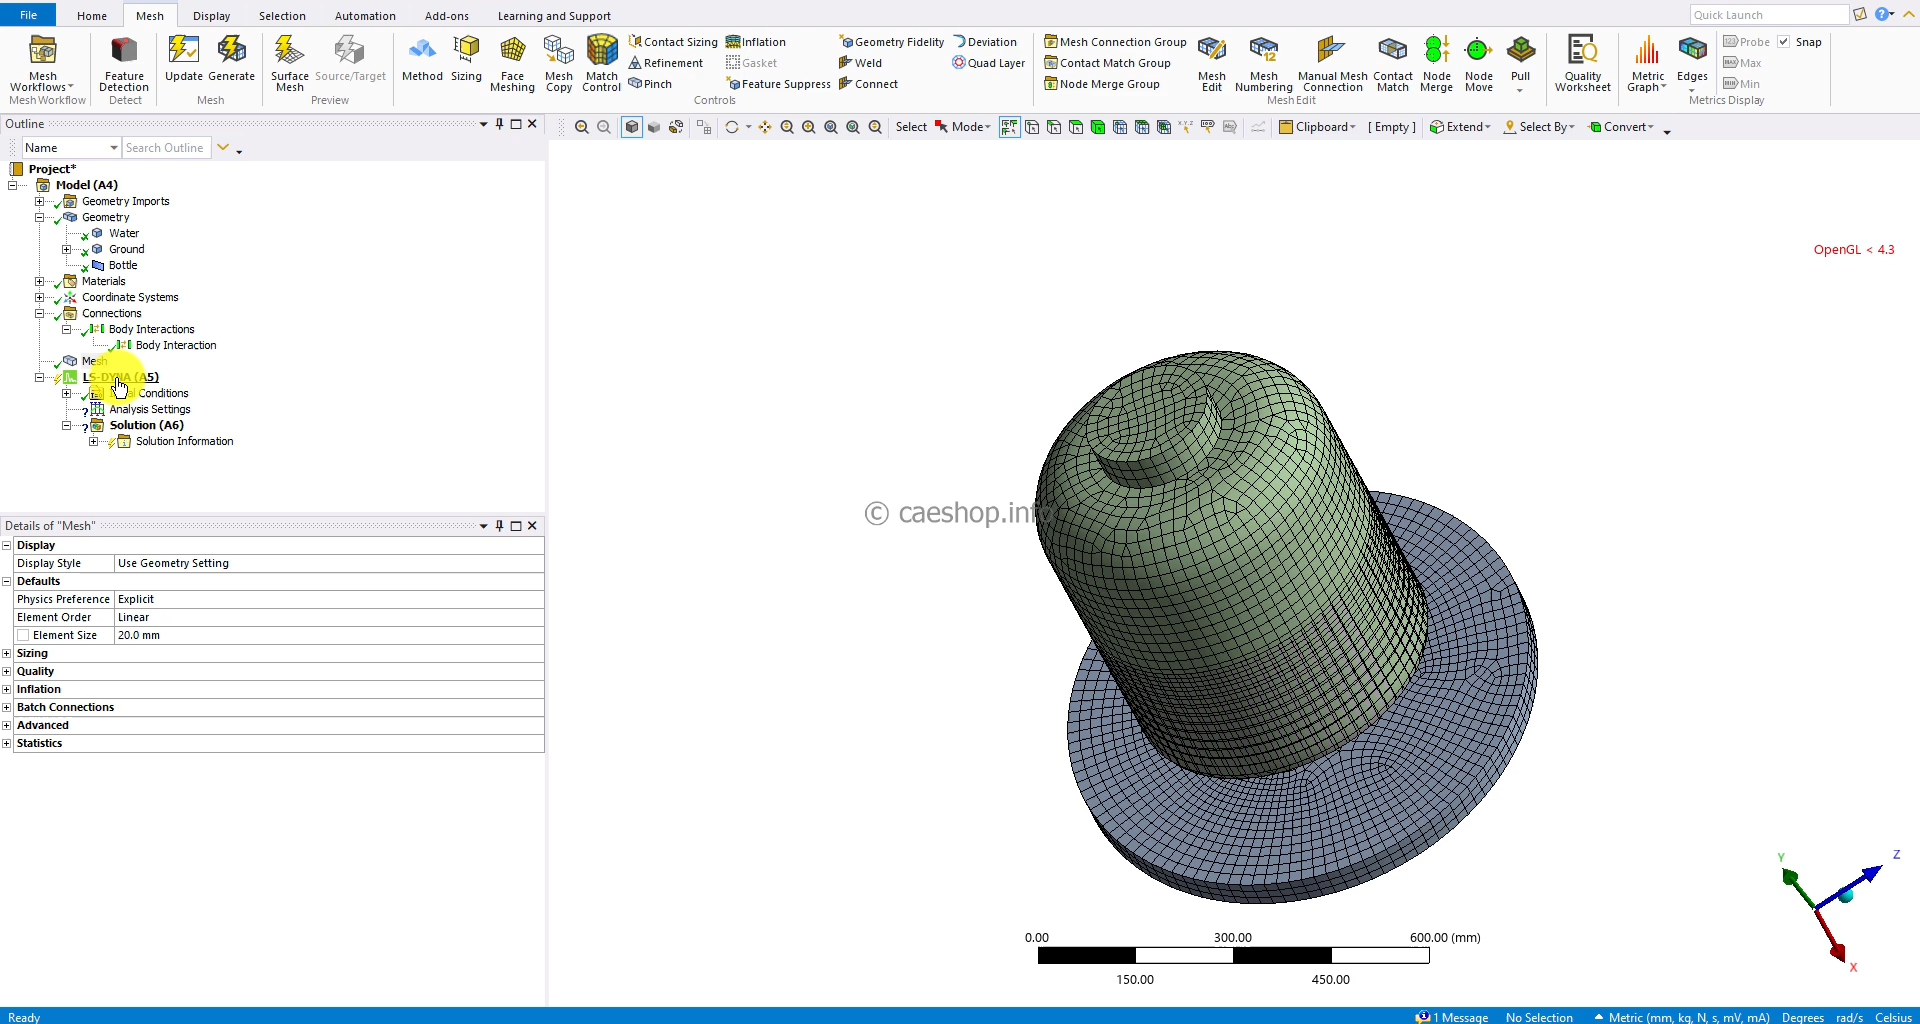 File Home Mesh Display Selection Automation Add-ons Learning and Support Quick Launch
Mesh Workflows
Mesh Workflow
Feature Detection
Detect
Update Generate
Mesh
Surface Mesh Source/Target
Preview
Method Sizing Face Meshing Mesh Copy Match Control
Contact Sizing Inflation Geometry Fidelity Deviation
Refinement Gasket Weld Quad Layer
Pinch Feature Suppress Connect
Controls
Mesh Connection Group
Contact Match Group
Node Merge Group
Mesh Edit Mesh Numbering Manual Mesh Connection Contact Match Node Merge Node Move Pull
Mesh Edit
Quality Worksheet Metric Graph Edges
Probe Snap
Max
Min
Metrics Display
Outline
Name Search Outline
Select Mode Clipboard [ Empty ] Extend Select By Convert
Project*
Model (A4)
Geometry Imports
Geometry
Water
Ground
Bottle
Materials
Coordinate Systems
Connections
Body Interactions
Body Interaction
Mesh
LS-DYNA (A5)
Conditions
Analysis Settings
Solution (A6)
Solution Information
Details of "Mesh"
Display
Display Style Use Geometry Setting
Defaults
Physics Preference Explicit
Element Order Linear
Element Size 20.0 mm
Sizing
Quality
Inflation
Batch Connections
Advanced
Statistics
OpenGL < 4.3
© caeshop.info
0.00 300.00 600.00 (mm)
150.00 450.00
Y Z
X
Ready 1 Message No Selection Metric (mm, kg, N, s, mV, mA) Degrees rad/s Celsius